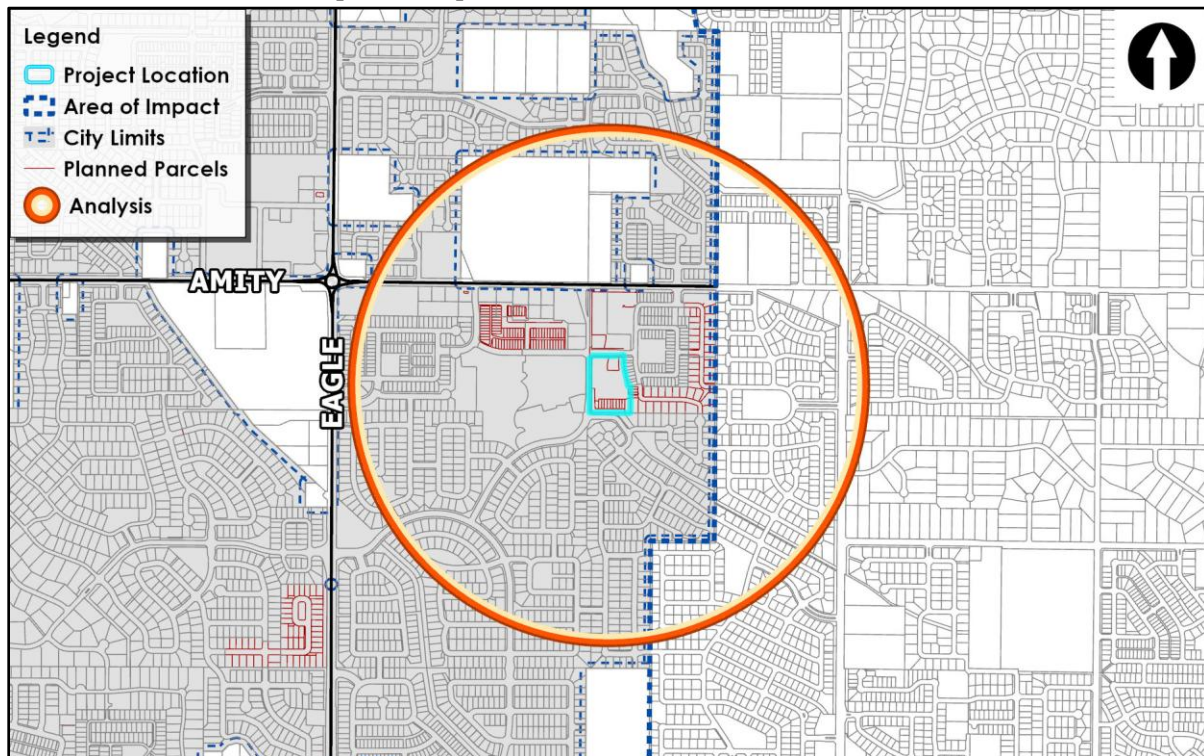 Legend
Project Location
Area of Impact
City Limits
Planned Parcels
Analysis
AMITY
EAGLE